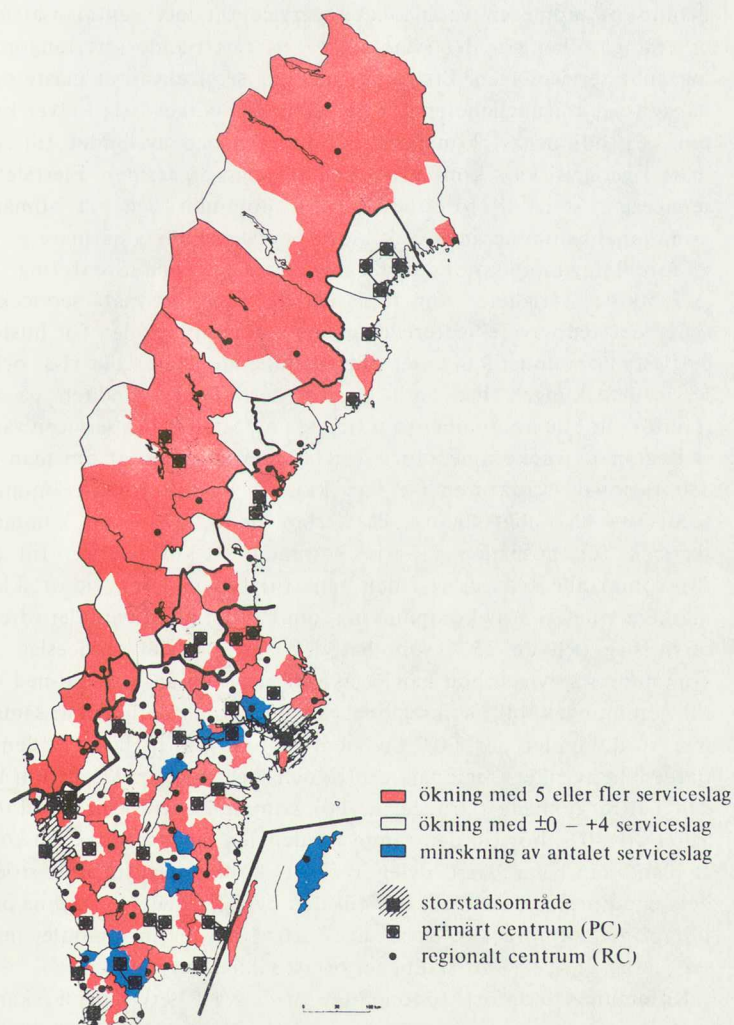 ökning med 5 eller fler serviceslag
ökning med ±0 – +4 serviceslag
minskning av antalet serviceslag
storstadsområde
primärt centrum (PC)
regionalt centrum (RC)